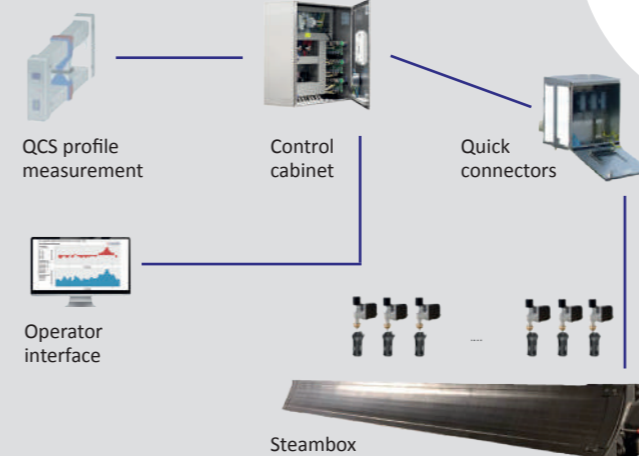 QCS profile
measurement
Control
cabinet
Quick
connectors
Operator
interface
.....
Steambox